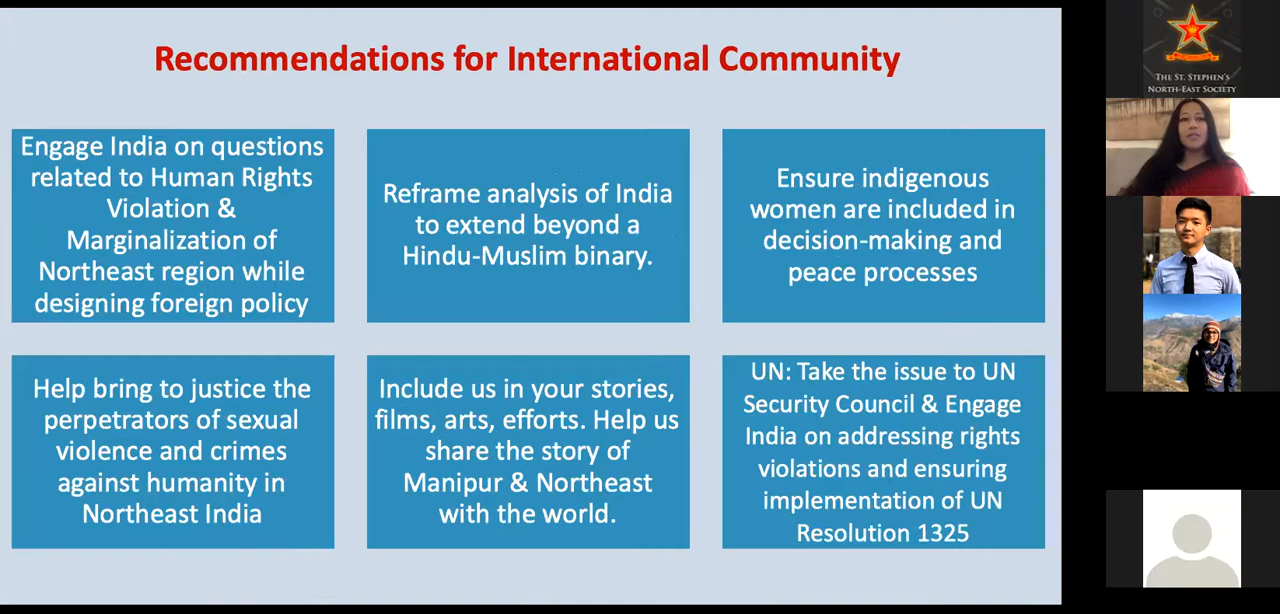 Recommendations for International Community
Engage India on questions
related to Human Rights
Violation &
Marginalization of
Northeast region while
designing foreign policy
Reframe analysis of India
to extend beyond a
Hindu-Muslim binary.
Ensure indigenous
women are included in
decision-making and
peace processes
Help bring to justice the
perpetrators of sexual
violence and crimes
against humanity in
Northeast India
Include us in your stories,
films, arts, efforts. Help us
share the story of
Manipur & Northeast
with the world.
UN: Take the issue to UN
Security Council & Engage
India on addressing rights
violations and ensuring
implementation of UN
Resolution 1325
THE ST. STEPHEN'S
NORTH-EAST SOCIETY